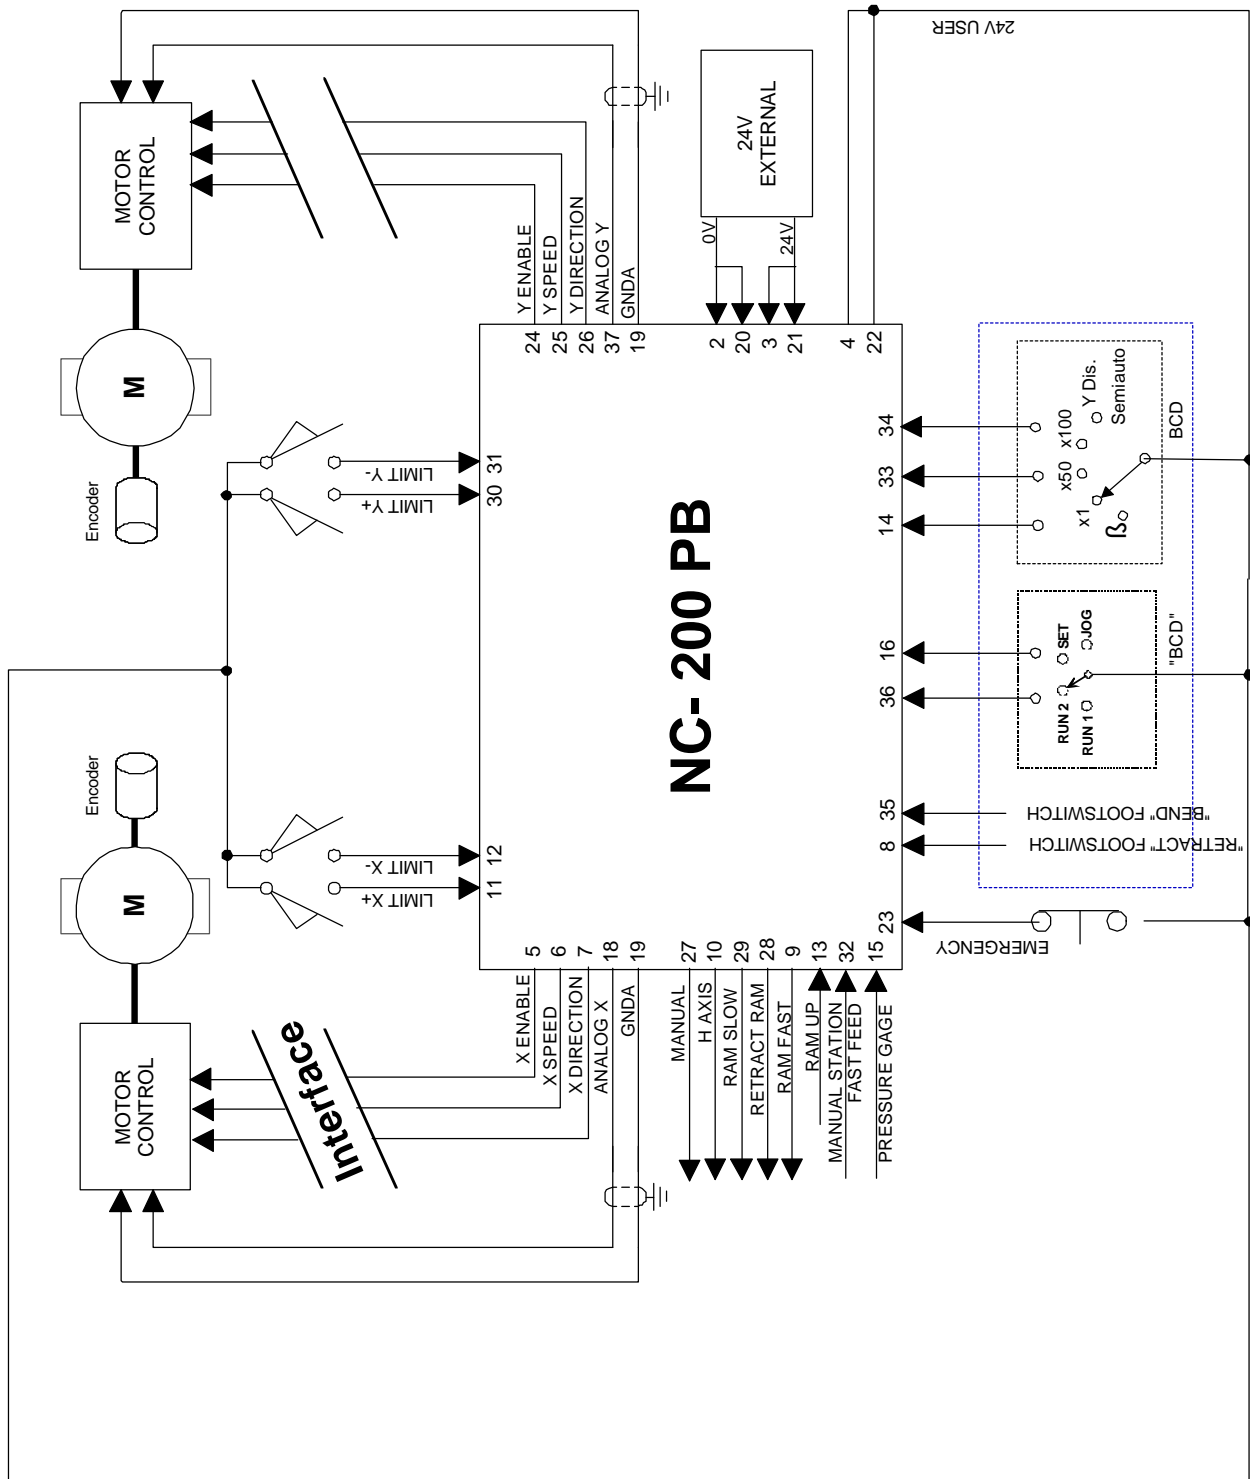 MOTOR
CONTROL
M
Encoder
Encoder
M
MOTOR
CONTROL
Interface
X ENABLE
X SPEED
X DIRECTION
ANALOG X
GNDA
5
6
7
18
19
LIMIT X+
LIMIT X-
11
12
LIMIT Y+
LIMIT Y-
30
31
Y ENABLE
Y SPEED
Y DIRECTION
ANALOG Y
GNDA
24
25
26
37
19
NC- 200 PB
MANUAL
H AXIS
RAM SLOW
RETRACT RAM
RAM FAST
RAM UP
MANUAL STATION
FAST FEED
PRESSURE GAGE
27
10
29
28
9
13
32
15
0V
24V
24V
EXTERNAL
2
20
3
21
4
22
24V USER
23
8
35
36
16
14
33
34
EMERGENCY
"RETRACT" FOOTSWITCH
"BEND" FOOTSWITCH
RUN 1
RUN 2
SET
JOG
"BCD"
ß
x1
x50
x100
Y Dis.
Semiauto
BCD